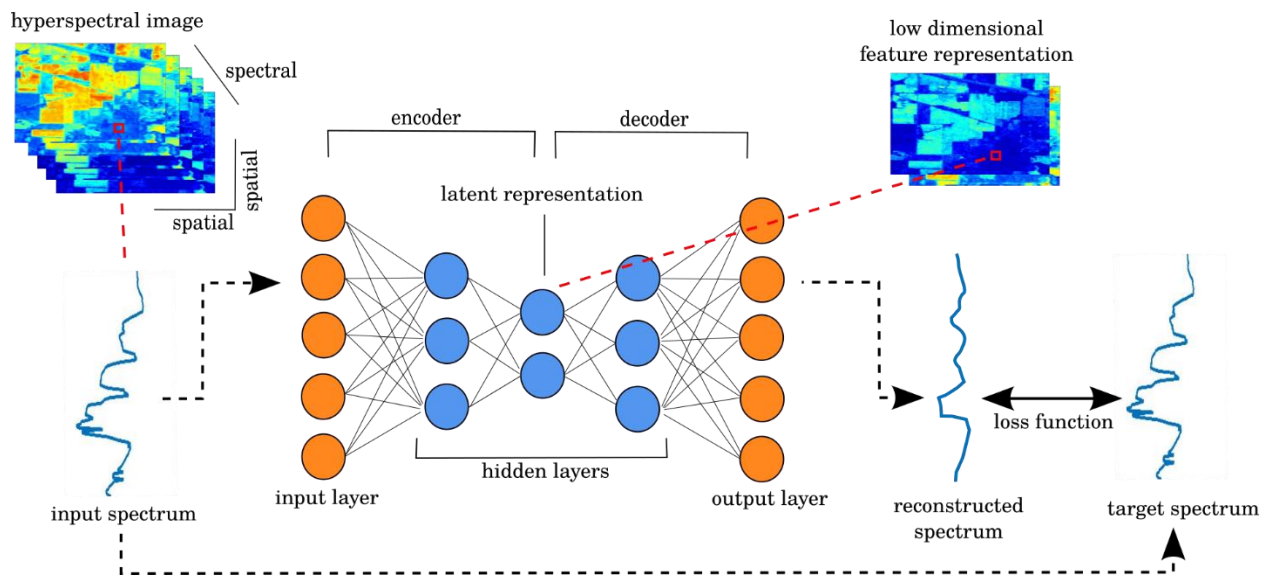 hyperspectral image
spectral
spatial
spatial
low dimensional
feature representation
encoder
decoder
latent representation
hidden layers
input layer
output layer
input spectrum
reconstructed
spectrum
loss function
target spectrum